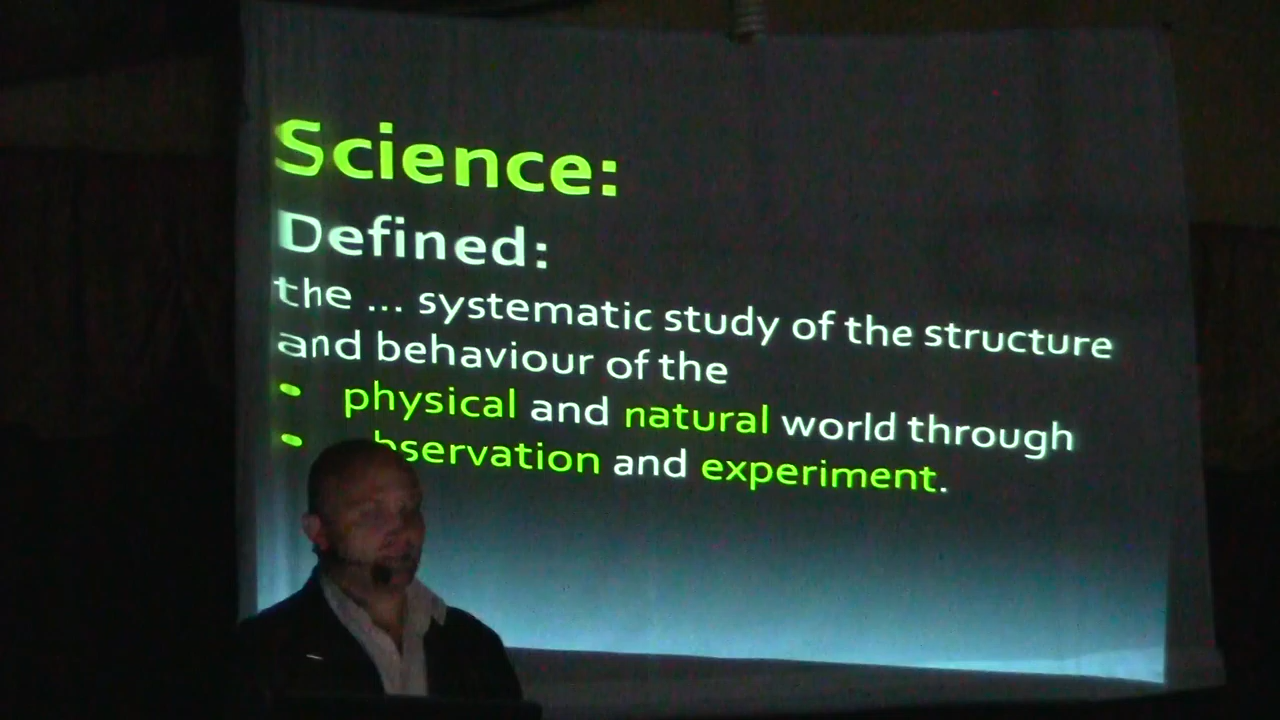 Science:
Defined:
the ... systematic study of the structure
and behaviour of the
• physical and natural world through
• bservation and experiment.